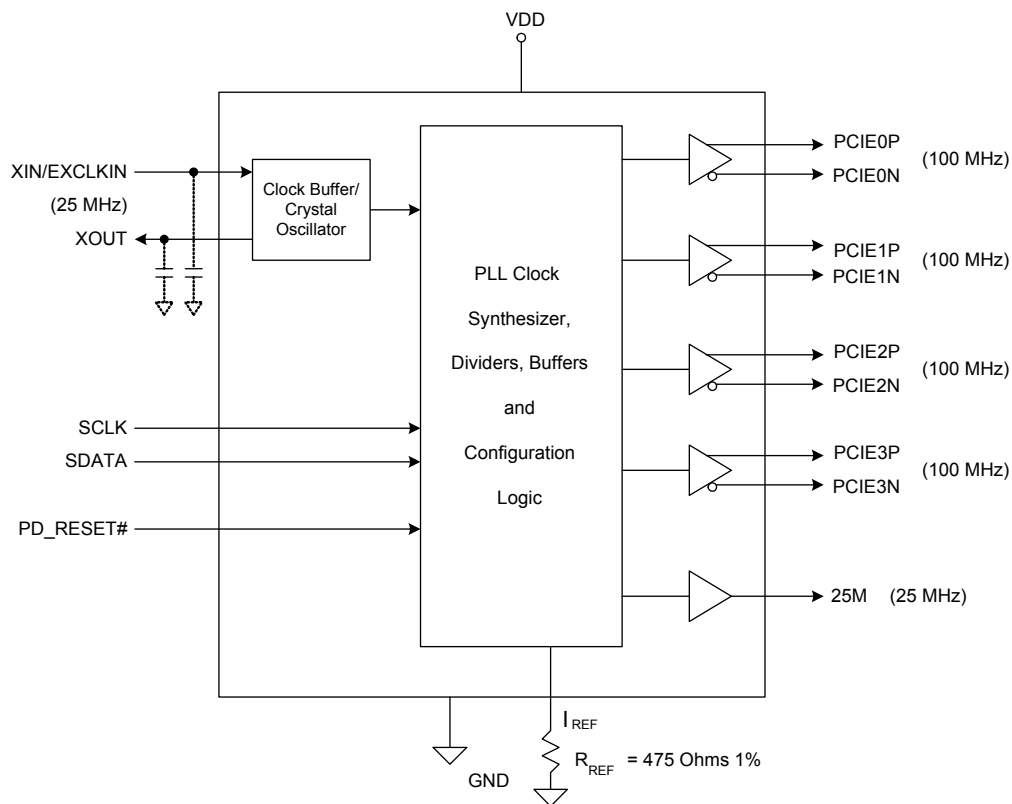 VDD
XIN/EXCLKIN
(25 MHz)
XOUT
Clock Buffer/
Crystal
Oscillator
SCLK
SDATA
PD_RESET#
PLL Clock
Synthesizer,
Dividers, Buffers
and
Configuration
Logic
PCIE0P
(100 MHz)
PCIE0N
PCIE1P
(100 MHz)
PCIE1N
PCIE2P
(100 MHz)
PCIE2N
PCIE3P
(100 MHz)
PCIE3N
25M (25 MHz)
IREF
RREF = 475 Ohms 1%
GND